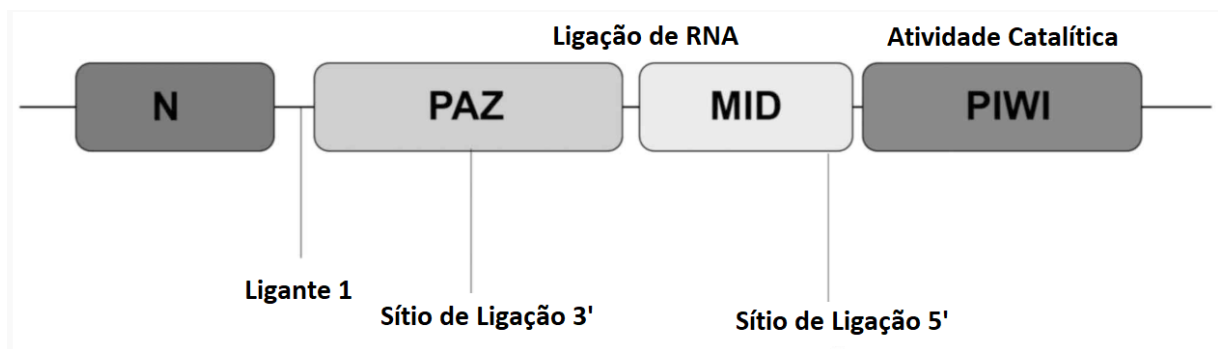 Ligação de RNA
Atividade Catalítica
N
PAZ
MID
PIWI
Ligante 1
Sítio de Ligação 3'
Sítio de Ligação 5'